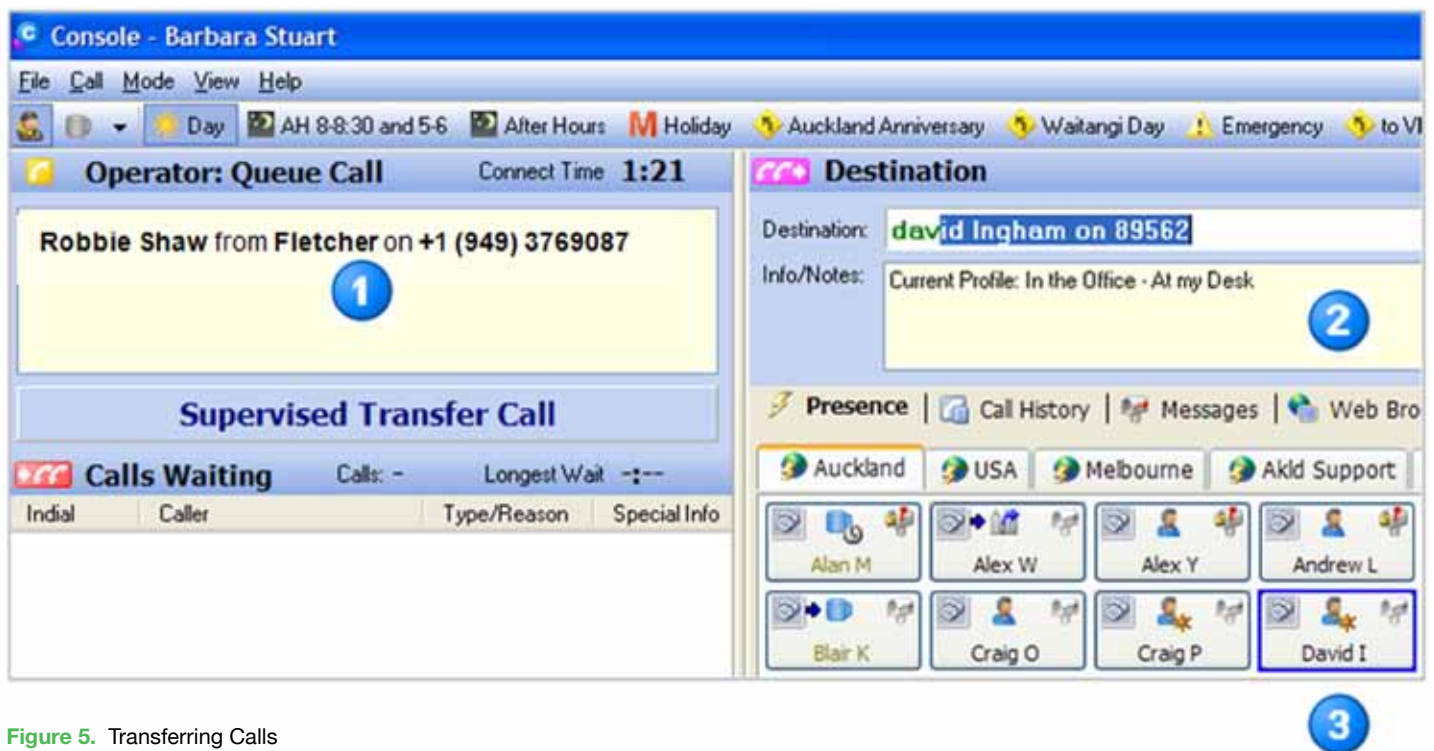 Console - Barbara Stuart
File Call Mode View Help
Day AH 8-8:30 and 5-6 After Hours Holiday Auckland Anniversary Waitangi Day Emergency to VI
Operator: Queue Call Connect Time 1:21
Robbie Shaw from Fletcher on +1 (949) 3769087
1
Supervised Transfer Call
Calls Waiting Calls: - Longest Wait -:--
Indial Caller Type/Reason Special Info
Destination
Destination: david Ingham on 89562
Info/Notes: Current Profile: In the Office - At my Desk
2
Presence Call History Messages Web Bro
Auckland USA Melbourne Akld Support
Alan M Alex W Alex Y Andrew L
Blair K Craig O Craig P David I
3
Figure 5. Transferring Calls